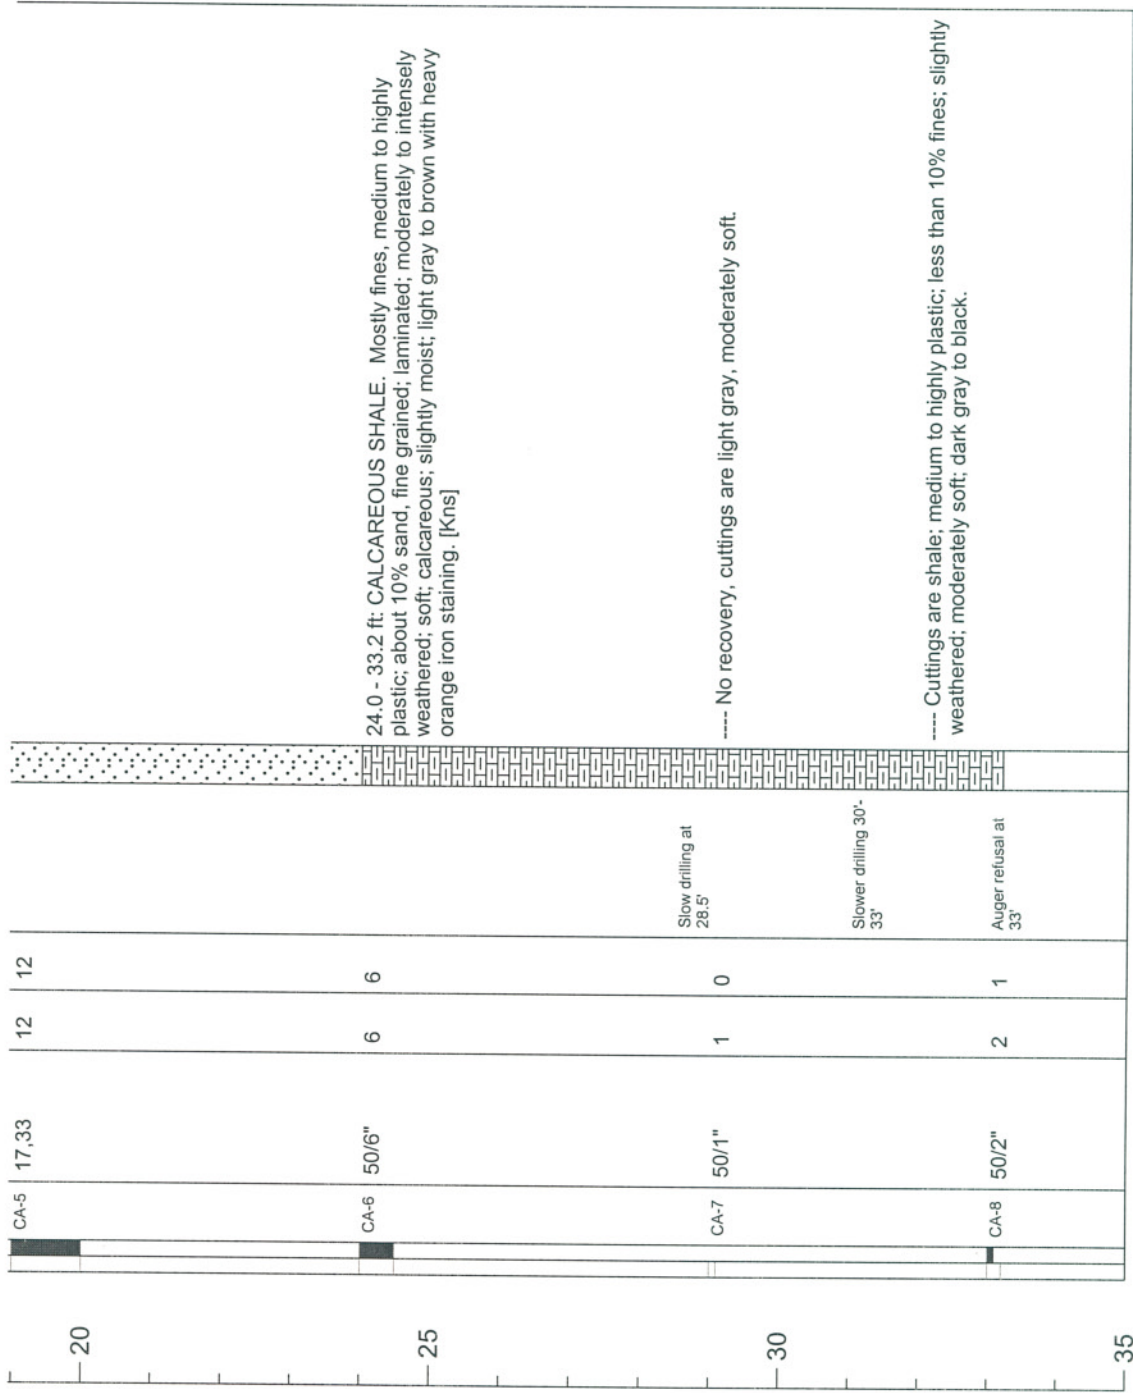 20
25
30
35
CA-5
17,33
12
12
CA-6
50/6"
6
6
24.0 - 33.2 ft: CALCAREOUS SHALE. Mostly fines, medium to highly
plastic; about 10% sand, fine grained; laminated; moderately to intensely
weathered; soft; calcareous; slightly moist; light gray to brown with heavy
orange iron staining. [Kns]
CA-7
50/1"
1
0
Slow drilling at
28.5'
---- No recovery, cuttings are light gray, moderately soft.
Slower drilling 30'-
33'
---- Cuttings are shale; medium to highly plastic; less than 10% fines; slightly
weathered; moderately soft; dark gray to black.
CA-8
50/2"
2
1
Auger refusal at
33'